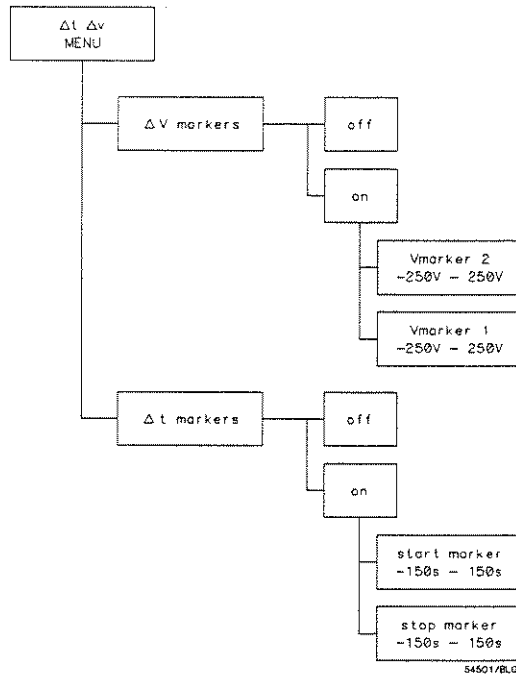 Δt Δv
MENU
ΔV markers
off
on
Vmarker 2
-250V - 250V
Vmarker 1
-250V - 250V
Δt markers
off
on
start marker
-150s - 150s
stop marker
-150s - 150s
54501/BL0